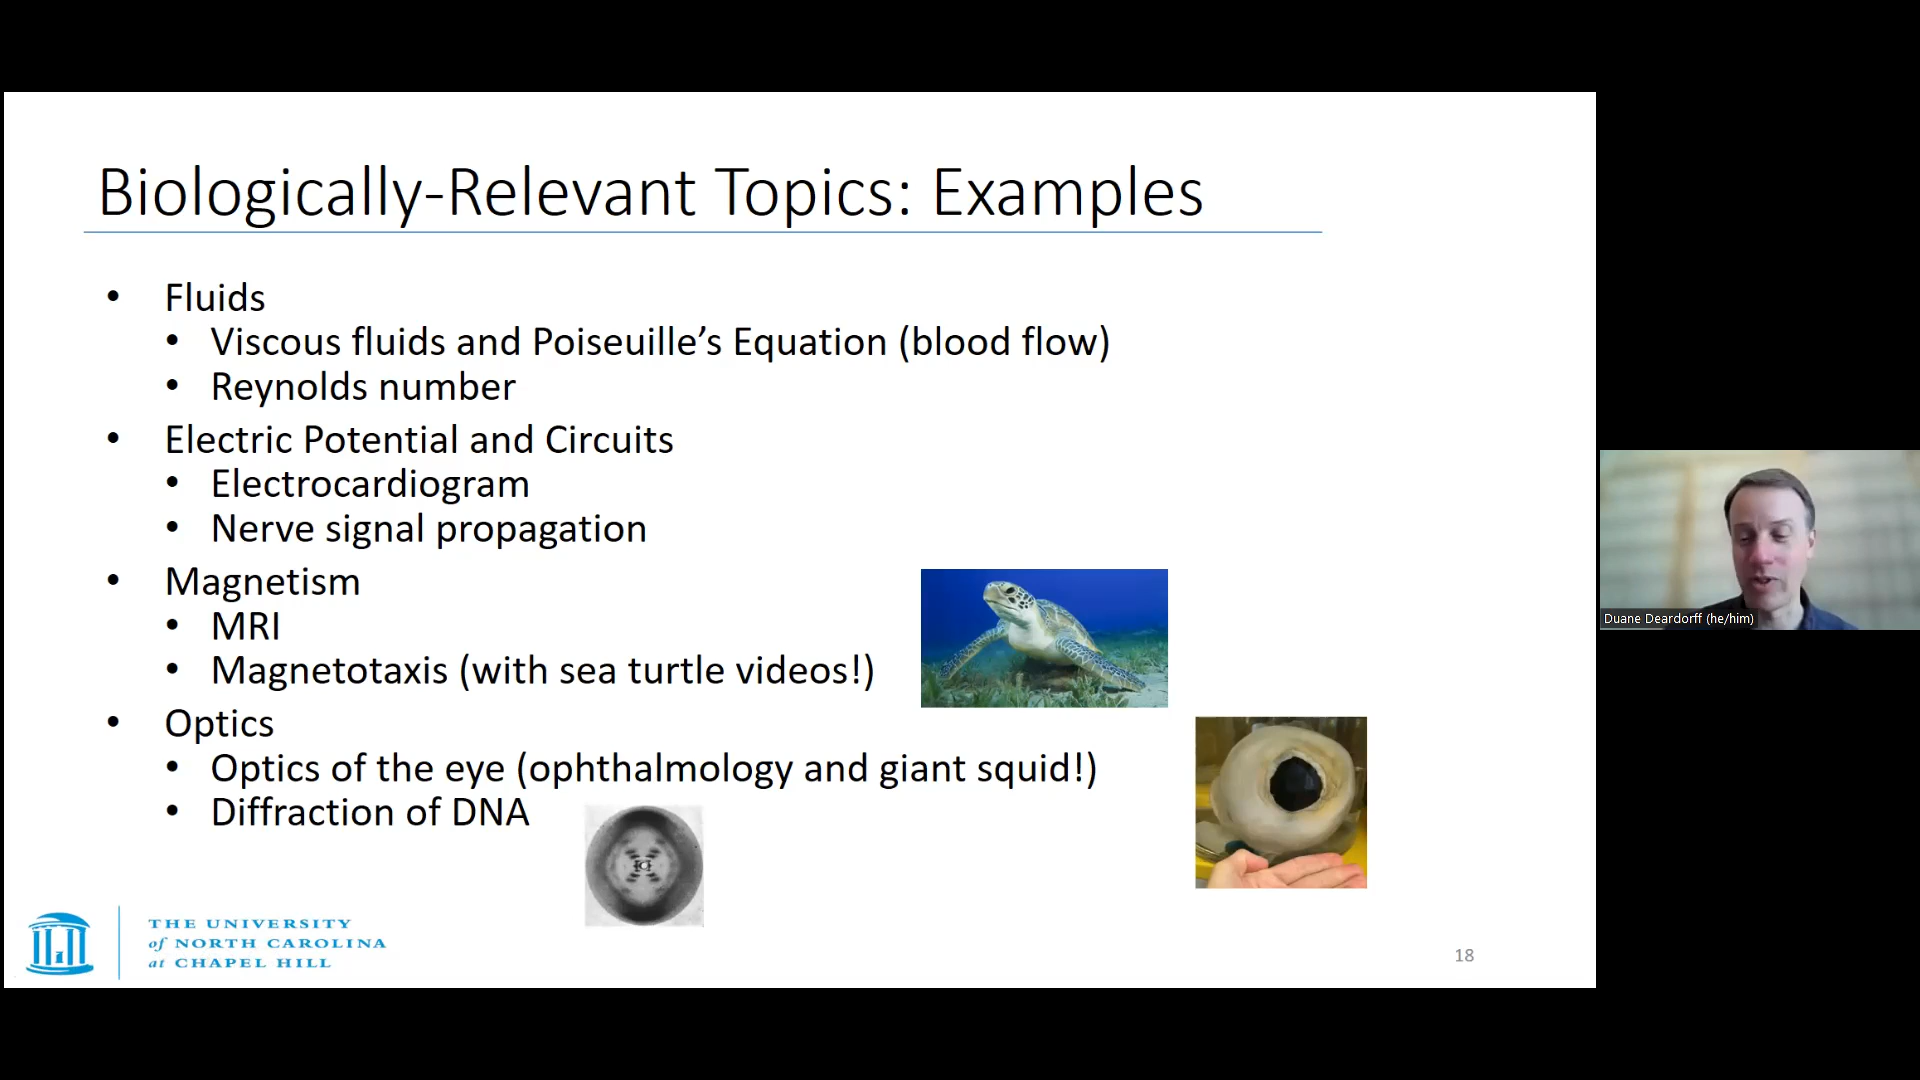 Biologically-Relevant Topics: Examples
• Fluids
• Viscous fluids and Poiseuille’s Equation (blood flow)
• Reynolds number
• Electric Potential and Circuits
• Electrocardiogram
• Nerve signal propagation
• Magnetism
• MRI
• Magnetotaxis (with sea turtle videos!)
• Optics
• Optics of the eye (ophthalmology and giant squid!)
• Diffraction of DNA
THE UNIVERSITY
of NORTH CAROLINA
at CHAPEL HILL
18
Duane Deardorff (he/him)